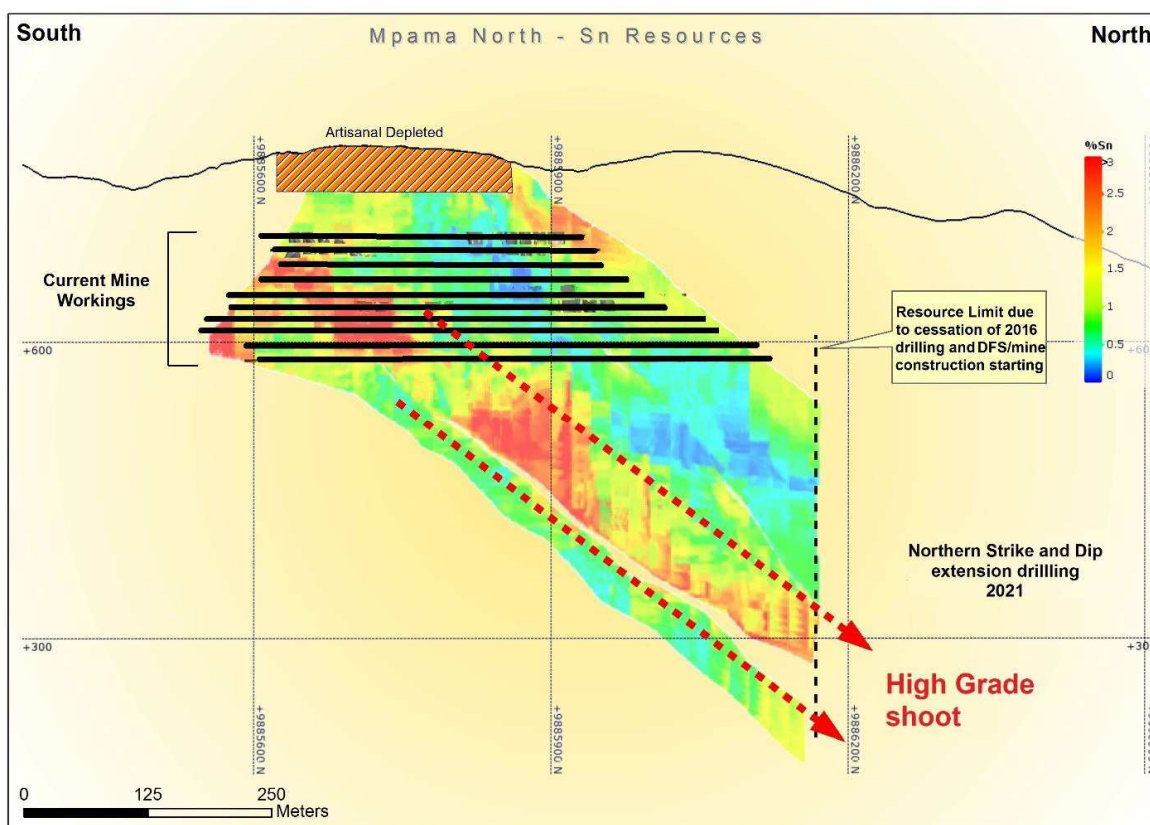 South
Mpama North - Sn Resources
North
Artisanal Depleted
+9885600 N
+9885900 N
+9886200 N
%Sn
>3
2.5
2
1.5
1
0.5
0
Current Mine
Workings
Resource Limit due
to cessation of 2016
drilling and DFS/mine
construction starting
+600
+60
Northern Strike and Dip
extension drillling
2021
+300
+30
High Grade
shoot
+9885600 N
+9885900 N
+9886200 N
0
125
250
Meters